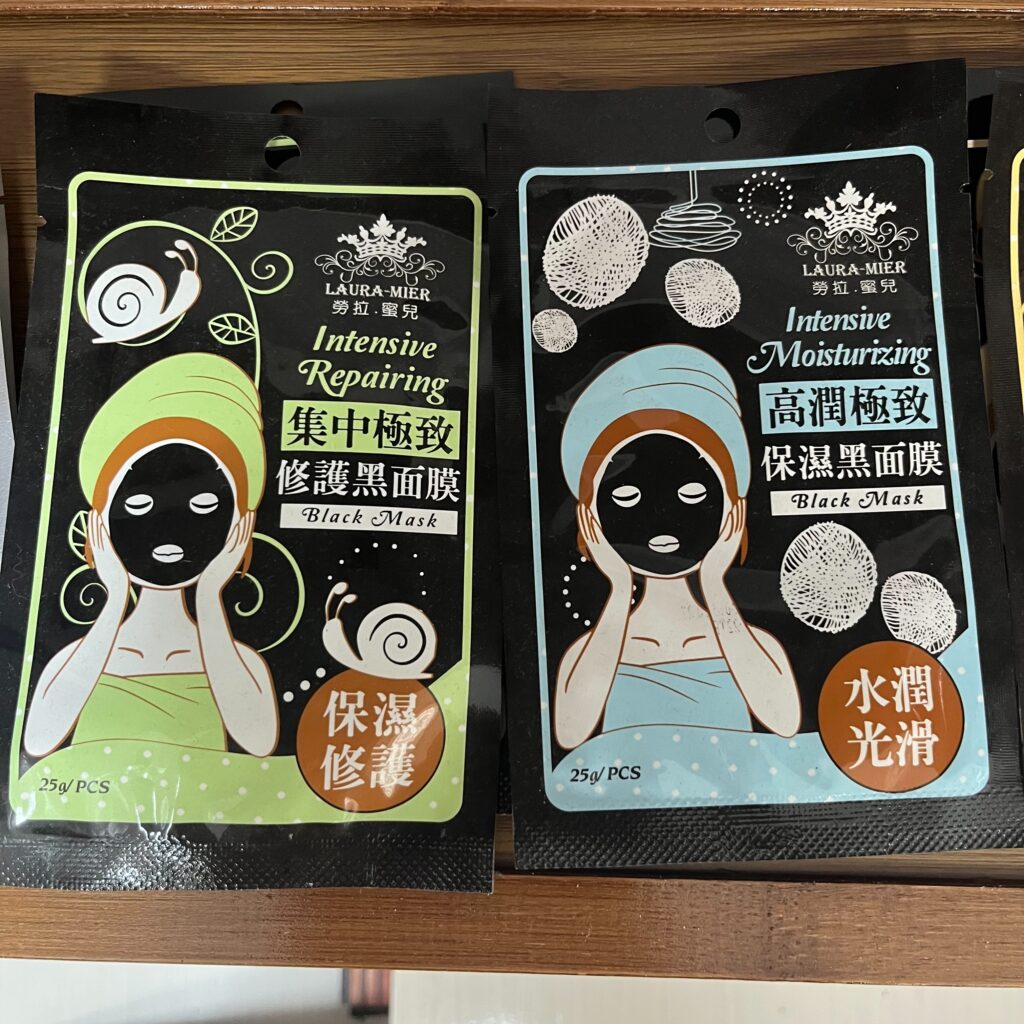 LAURA-MIER
勞拉.蜜兒
Intensive
Repairing
集中極致
修護黑面膜
Black Mask
保濕
修護
25g/PCS
LAURA-MIER
勞拉.蜜兒
Intensive
Moisturizing
高潤極致
保濕黑面膜
Black Mask
水潤
光滑
25g/PCS